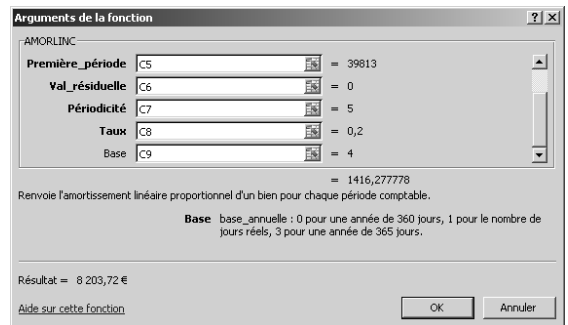 Arguments de la fonction
AMORLINC
Première_période C5 = 39813
Val_résiduelle C6 = 0
Périodicité C7 = 5
Taux C8 = 0,2
Base C9 = 4
= 1416,277778
Renvoie l'amortissement linéaire proportionnel d'un bien pour chaque période comptable.
Base base_annuelle : 0 pour une année de 360 jours, 1 pour le nombre de
jours réels, 3 pour une année de 365 jours.
Résultat = 8 203,72 €
Aide sur cette fonction OK Annuler